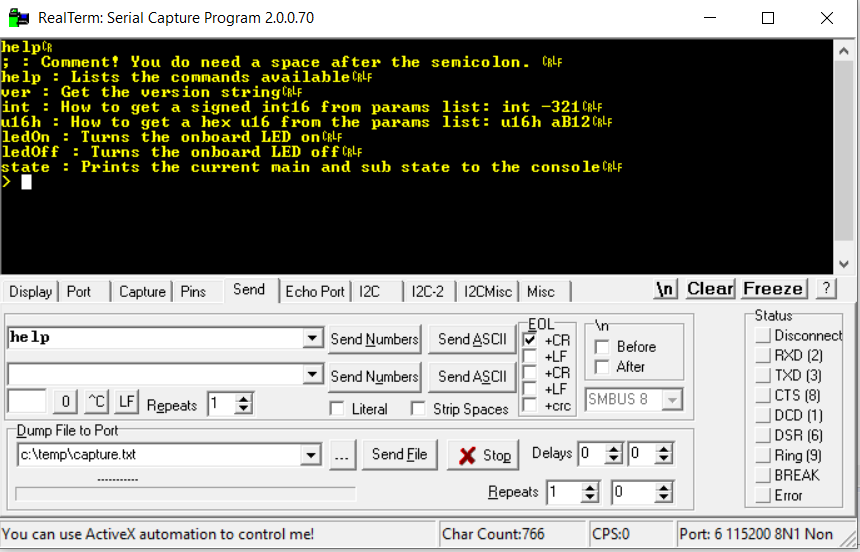 RealTerm: Serial Capture Program 2.0.0.70
helpCR
; : Comment! You do need a space after the semicolon. CRLF
help : Lists the commands availableCRLF
ver : Get the version stringCRLF
int : How to get a signed int16 from params list: int -321CRLF
u16h : How to get a hex u16 from the params list: u16h aB12CRLF
ledOn : Turns the onboard LED onCRLF
ledOff : Turns the onboard LED offCRLF
state : Prints the current main and sub state to the consoleCRLF
>
Display Port Capture Pins Send Echo Port I2C I2C-2 I2CMisc Misc \n Clear Freeze ?
help Send Numbers Send ASCII
Send Numbers Send ASCII
0 ^C LF Repeats 1 Literal Strip Spaces
EOL
+CR
+LF
+CR
+LF
+crc
\n
Before
After
SMBUS 8
Dump File to Port
c:\temp\capture.txt ... Send File Stop Delays 0 0
Repeats 1 0
Status
Disconnect
RXD (2)
TXD (3)
CTS (8)
DCD (1)
DSR (6)
Ring (9)
BREAK
Error
You can use ActiveX automation to control me! Char Count:766 CPS:0 Port: 6 115200 8N1 Non